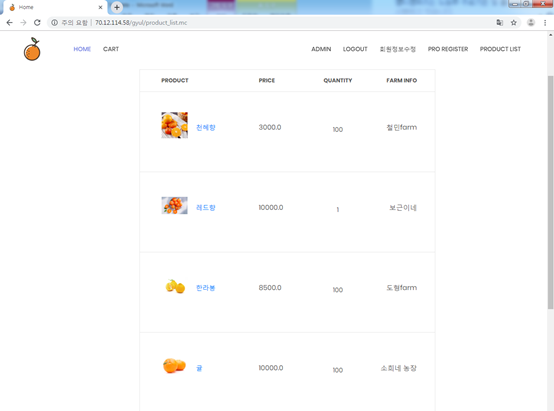 Home
주의 요함 | 70.12.114.58/gyul/product_list.mc
HOME CART ADMIN LOGOUT 회원정보수정 PRO REGISTER PRODUCT LIST
PRODUCT PRICE QUANTITY FARM INFO
천혜향 3000.0 100 철민farm
레드향 10000.0 1 보근이네
한라봉 8500.0 100 도형farm
귤 10000.0 100 소희네 농장